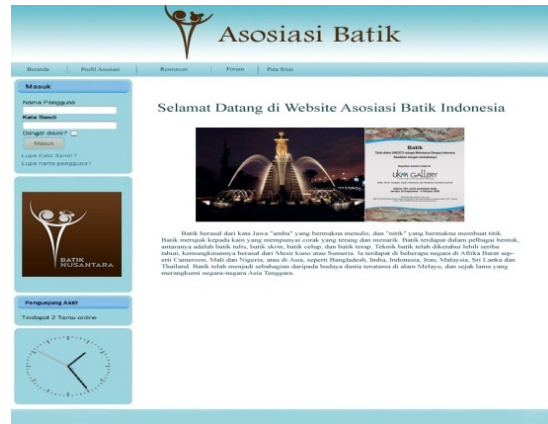 Asosiasi Batik
Beranda
Profil Asosiasi
Resources
Forum
Peta Situs
Masuk
Nama Pengguna
Kata Sandi
Diingat disini?
Masuk
Lupa Kata Sandi?
Lupa nama pengguna?
BATIK
NUSANTARA
Pengunjung Aktif
Terdapat 2 Tamu online
Selamat Datang di Website Asosiasi Batik Indonesia
Batik
UKM GALLERY
Batik berasal dari kata Jawa "amba" yang bermakna menulis, dan "nitik" yang bermakna membuat titik.
Batik merujuk kepada kain yang mempunyai corak yang terang dan menarik. Batik terdapat dalam pelbagai bentuk,
antaranya adalah batik tulis, batik skrin, batik celup, dan batik terap. Teknik batik telah diketahui lebih seribu
tahun, kemungkinannya berasal dari Mesir kuno atau Sumeria. Ia terdapat di beberapa negara di Afrika Barat sep-
erti Cameroon, Mali dan Nigeria; atau di Asia, seperti Bangladesh, India, Indonesia, Iran, Malaysia, Sri Lanka dan
Thailand. Batik telah menjadi sebahagian daripada budaya dunia terutama di alam Melayu, dan sejak lama yang
merangkumi negara-negara Asia Tenggara.